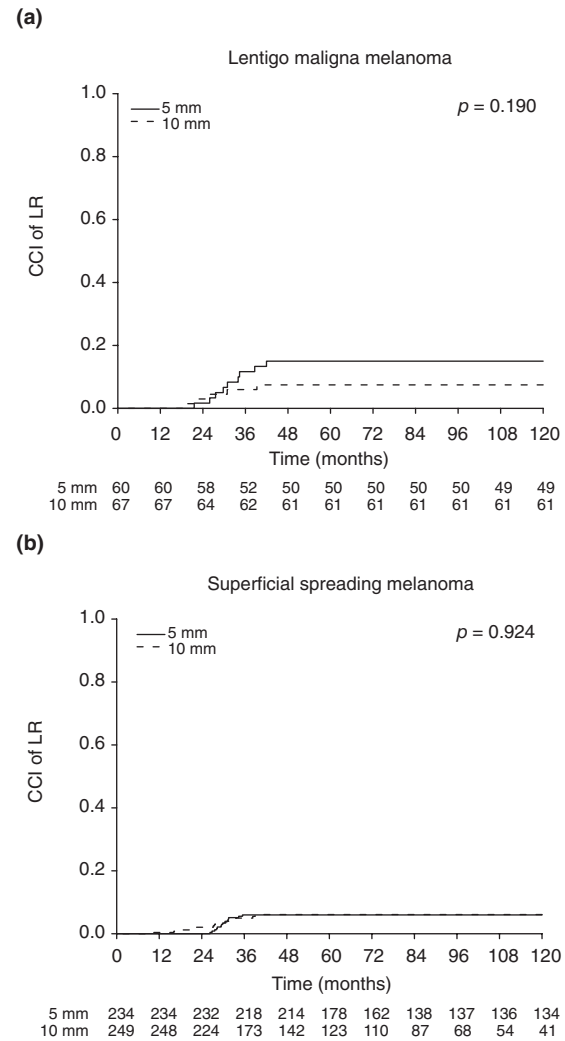 (a)
Lentigo maligna melanoma
1.0
5 mm
10 mm
p = 0.190
0.8
0.6
CCI of LR
0.4
0.2
0.0
0 12 24 36 48 60 72 84 96 108 120
Time (months)
5 mm 60 60 58 52 50 50 50 50 50 49 49
10 mm 67 67 64 62 61 61 61 61 61 61 61
(b)
Superficial spreading melanoma
1.0
5 mm
10 mm
p = 0.924
0.8
0.6
CCI of LR
0.4
0.2
0.0
0 12 24 36 48 60 72 84 96 108 120
Time (months)
5 mm 234 234 232 218 214 178 162 138 137 136 134
10 mm 249 248 224 173 142 123 110 87 68 54 41